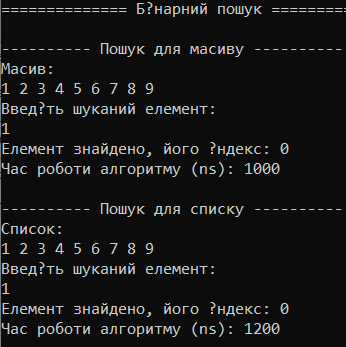 ============== Б?нарний пошук =========
---------- Пошук для масиву ----------
Масив:
1 2 3 4 5 6 7 8 9
Введ?ть шуканий елемент:
1
Елемент знайдено, його ?ндекс: 0
Час роботи алгоритму (ns): 1000
---------- Пошук для списку ----------
Список:
1 2 3 4 5 6 7 8 9
Введ?ть шуканий елемент:
1
Елемент знайдено, його ?ндекс: 0
Час роботи алгоритму (ns): 1200